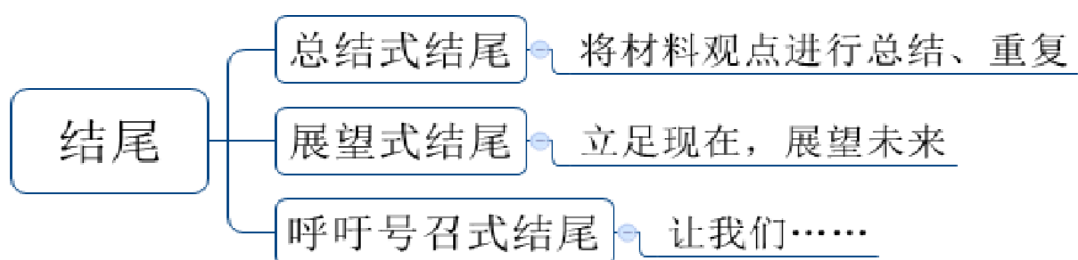 结尾
总结式结尾
将材料观点进行总结、重复
展望式结尾
立足现在，展望未来
呼吁号召式结尾
让我们……